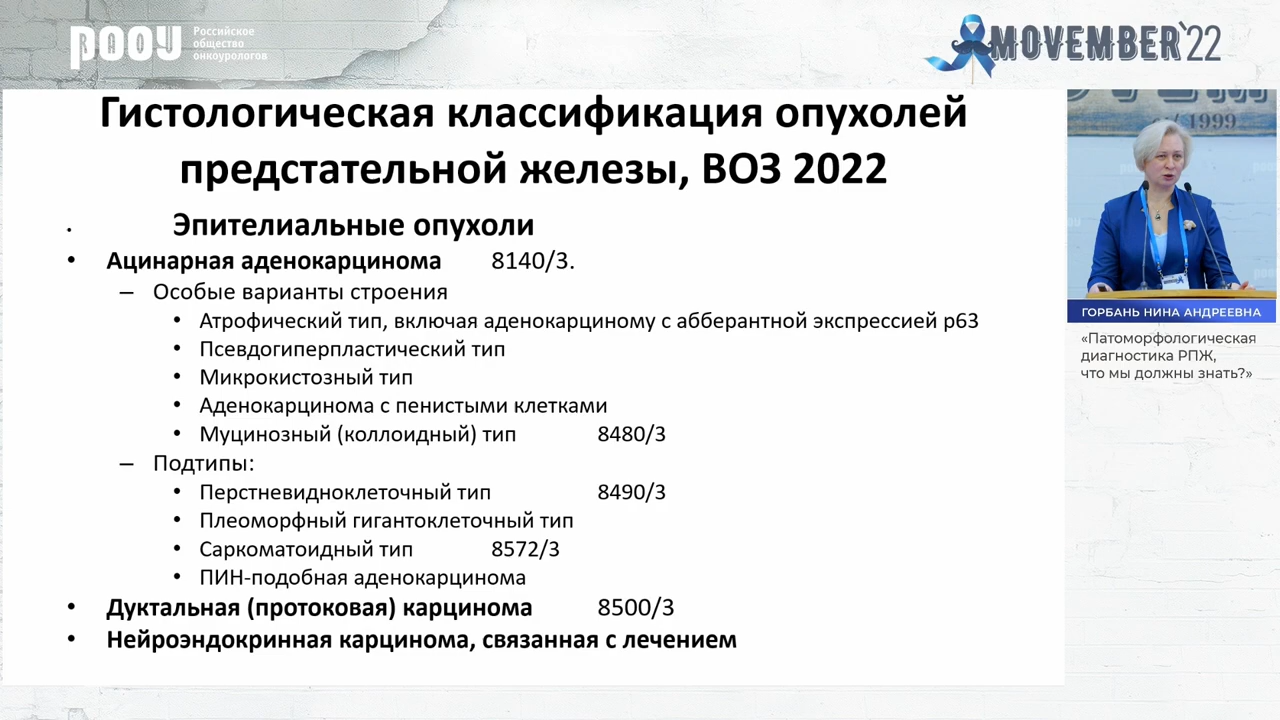 РООУ
RAOU
Российское
общество
онкоурологов
MOVEMBER'22
Гистологическая классификация опухолей
предстательной железы, ВОЗ 2022
• Эпителиальные опухоли
• Ацинарная аденокарцинома 8140/3.
– Особые варианты строения
• Атрофический тип, включая аденокарциному с абберантной экспрессией р63
• Псевдогиперпластический тип
• Микрокистозный тип
• Аденокарцинома с пенистыми клетками
• Муцинозный (коллоидный) тип 8480/3
– Подтипы:
• Перстневидноклеточный тип 8490/3
• Плеоморфный гигантоклеточный тип
• Саркоматоидный тип 8572/3
• ПИН-подобная аденокарцинома
• Дуктальная (протоковая) карцинома 8500/3
• Нейроэндокринная карцинома, связанная с лечением
1999
ГОРБАНЬ НИНА АНДРЕЕВНА
«Патоморфологическая
диагностика РПЖ,
что мы должны знать?»